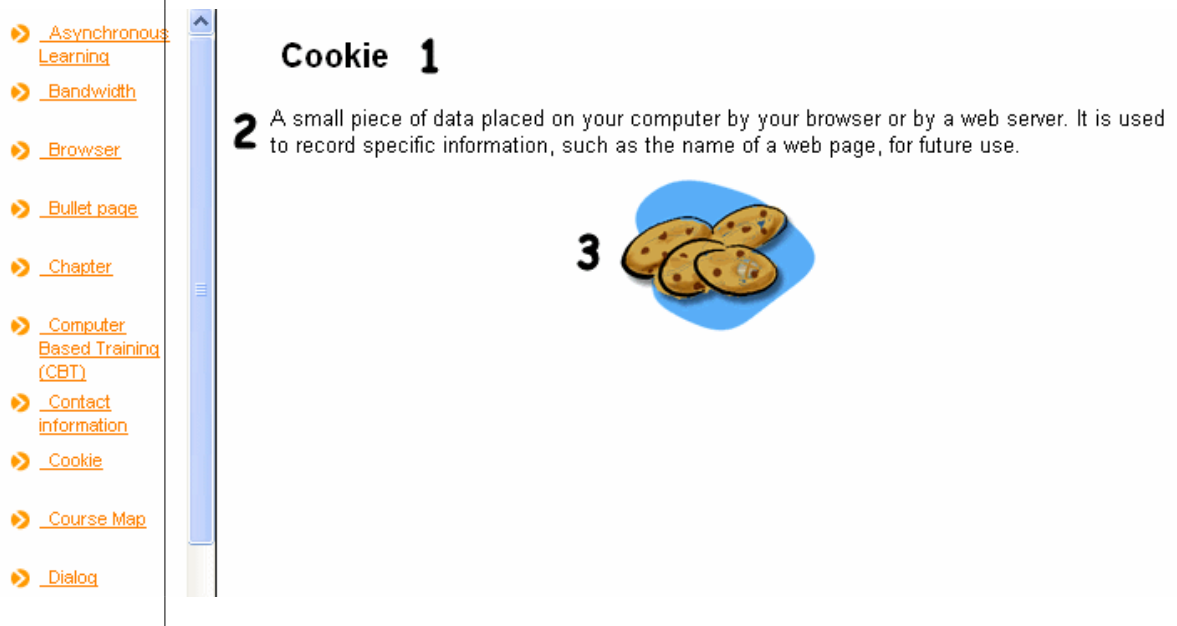 Asynchronous
Learning
Bandwidth
Browser
Bullet page
Chapter
Computer
Based Training
(CBT)
Contact
information
Cookie
Course Map
Dialog
Cookie 1
2 A small piece of data placed on your computer by your browser or by a web server. It is used
to record specific information, such as the name of a web page, for future use.
3